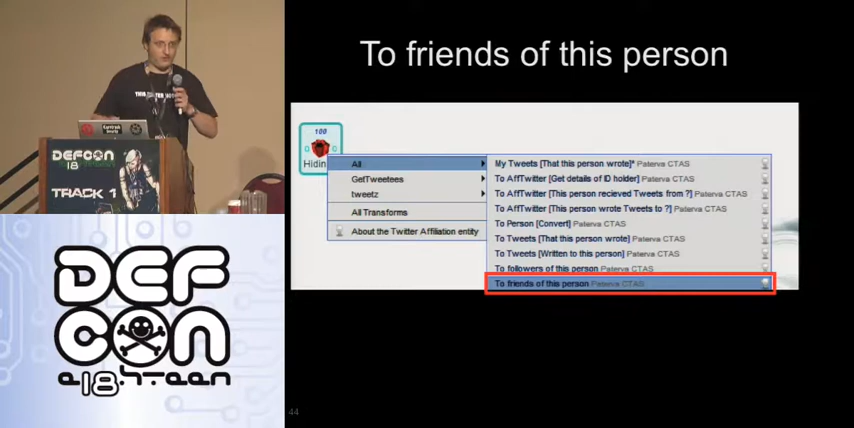 To friends of this person
100
0
0
Hidin
All
GetTweetees
tweetz
All Transforms
About the Twitter Affiliation entity
My Tweets [That this person wrote]* Paterva CTAS
To AffTwitter [Get details of ID holder] Paterva CTAS
To AffTwitter [This person recieved Tweets from ?] Paterva CTAS
To AffTwitter [This person wrote Tweets to ?] Paterva CTAS
To Person [Convert] Paterva CTAS
To Tweets [That this person wrote] Paterva CTAS
To Tweets [Written to this person] Paterva CTAS
To followers of this person Paterva CTAS
To friends of this person Paterva CTAS
DEFCON
18
TRACK 1
DEF
CON
e18hteen
44